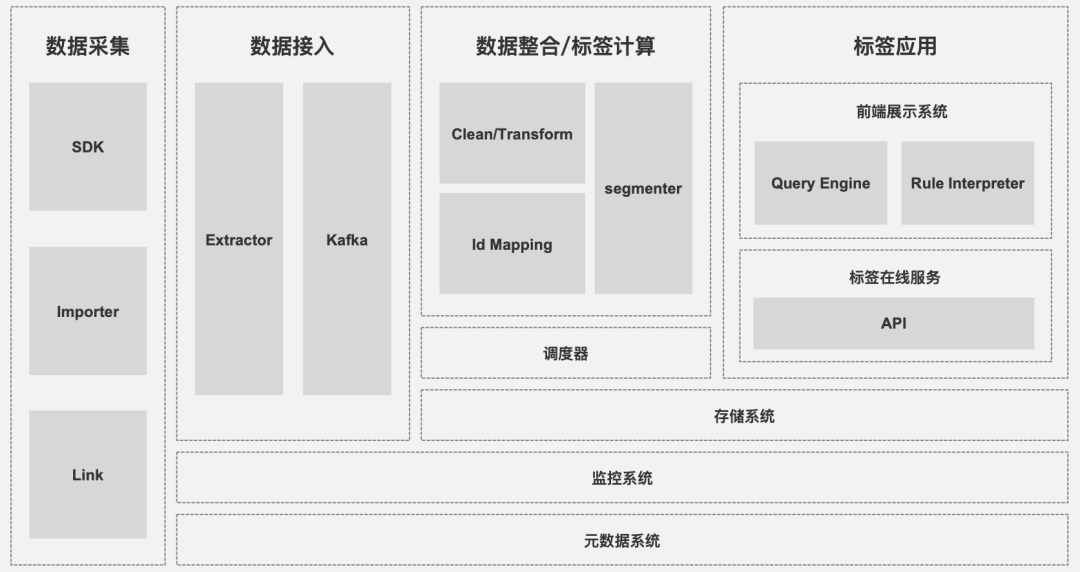 数据采集
SDK
Importer
Link
数据接入
Extractor
Kafka
数据整合/标签计算
Clean/Transform
Id Mapping
segmenter
调度器
标签应用
前端展示系统
Query Engine
Rule Interpreter
标签在线服务
API
存储系统
监控系统
元数据系统